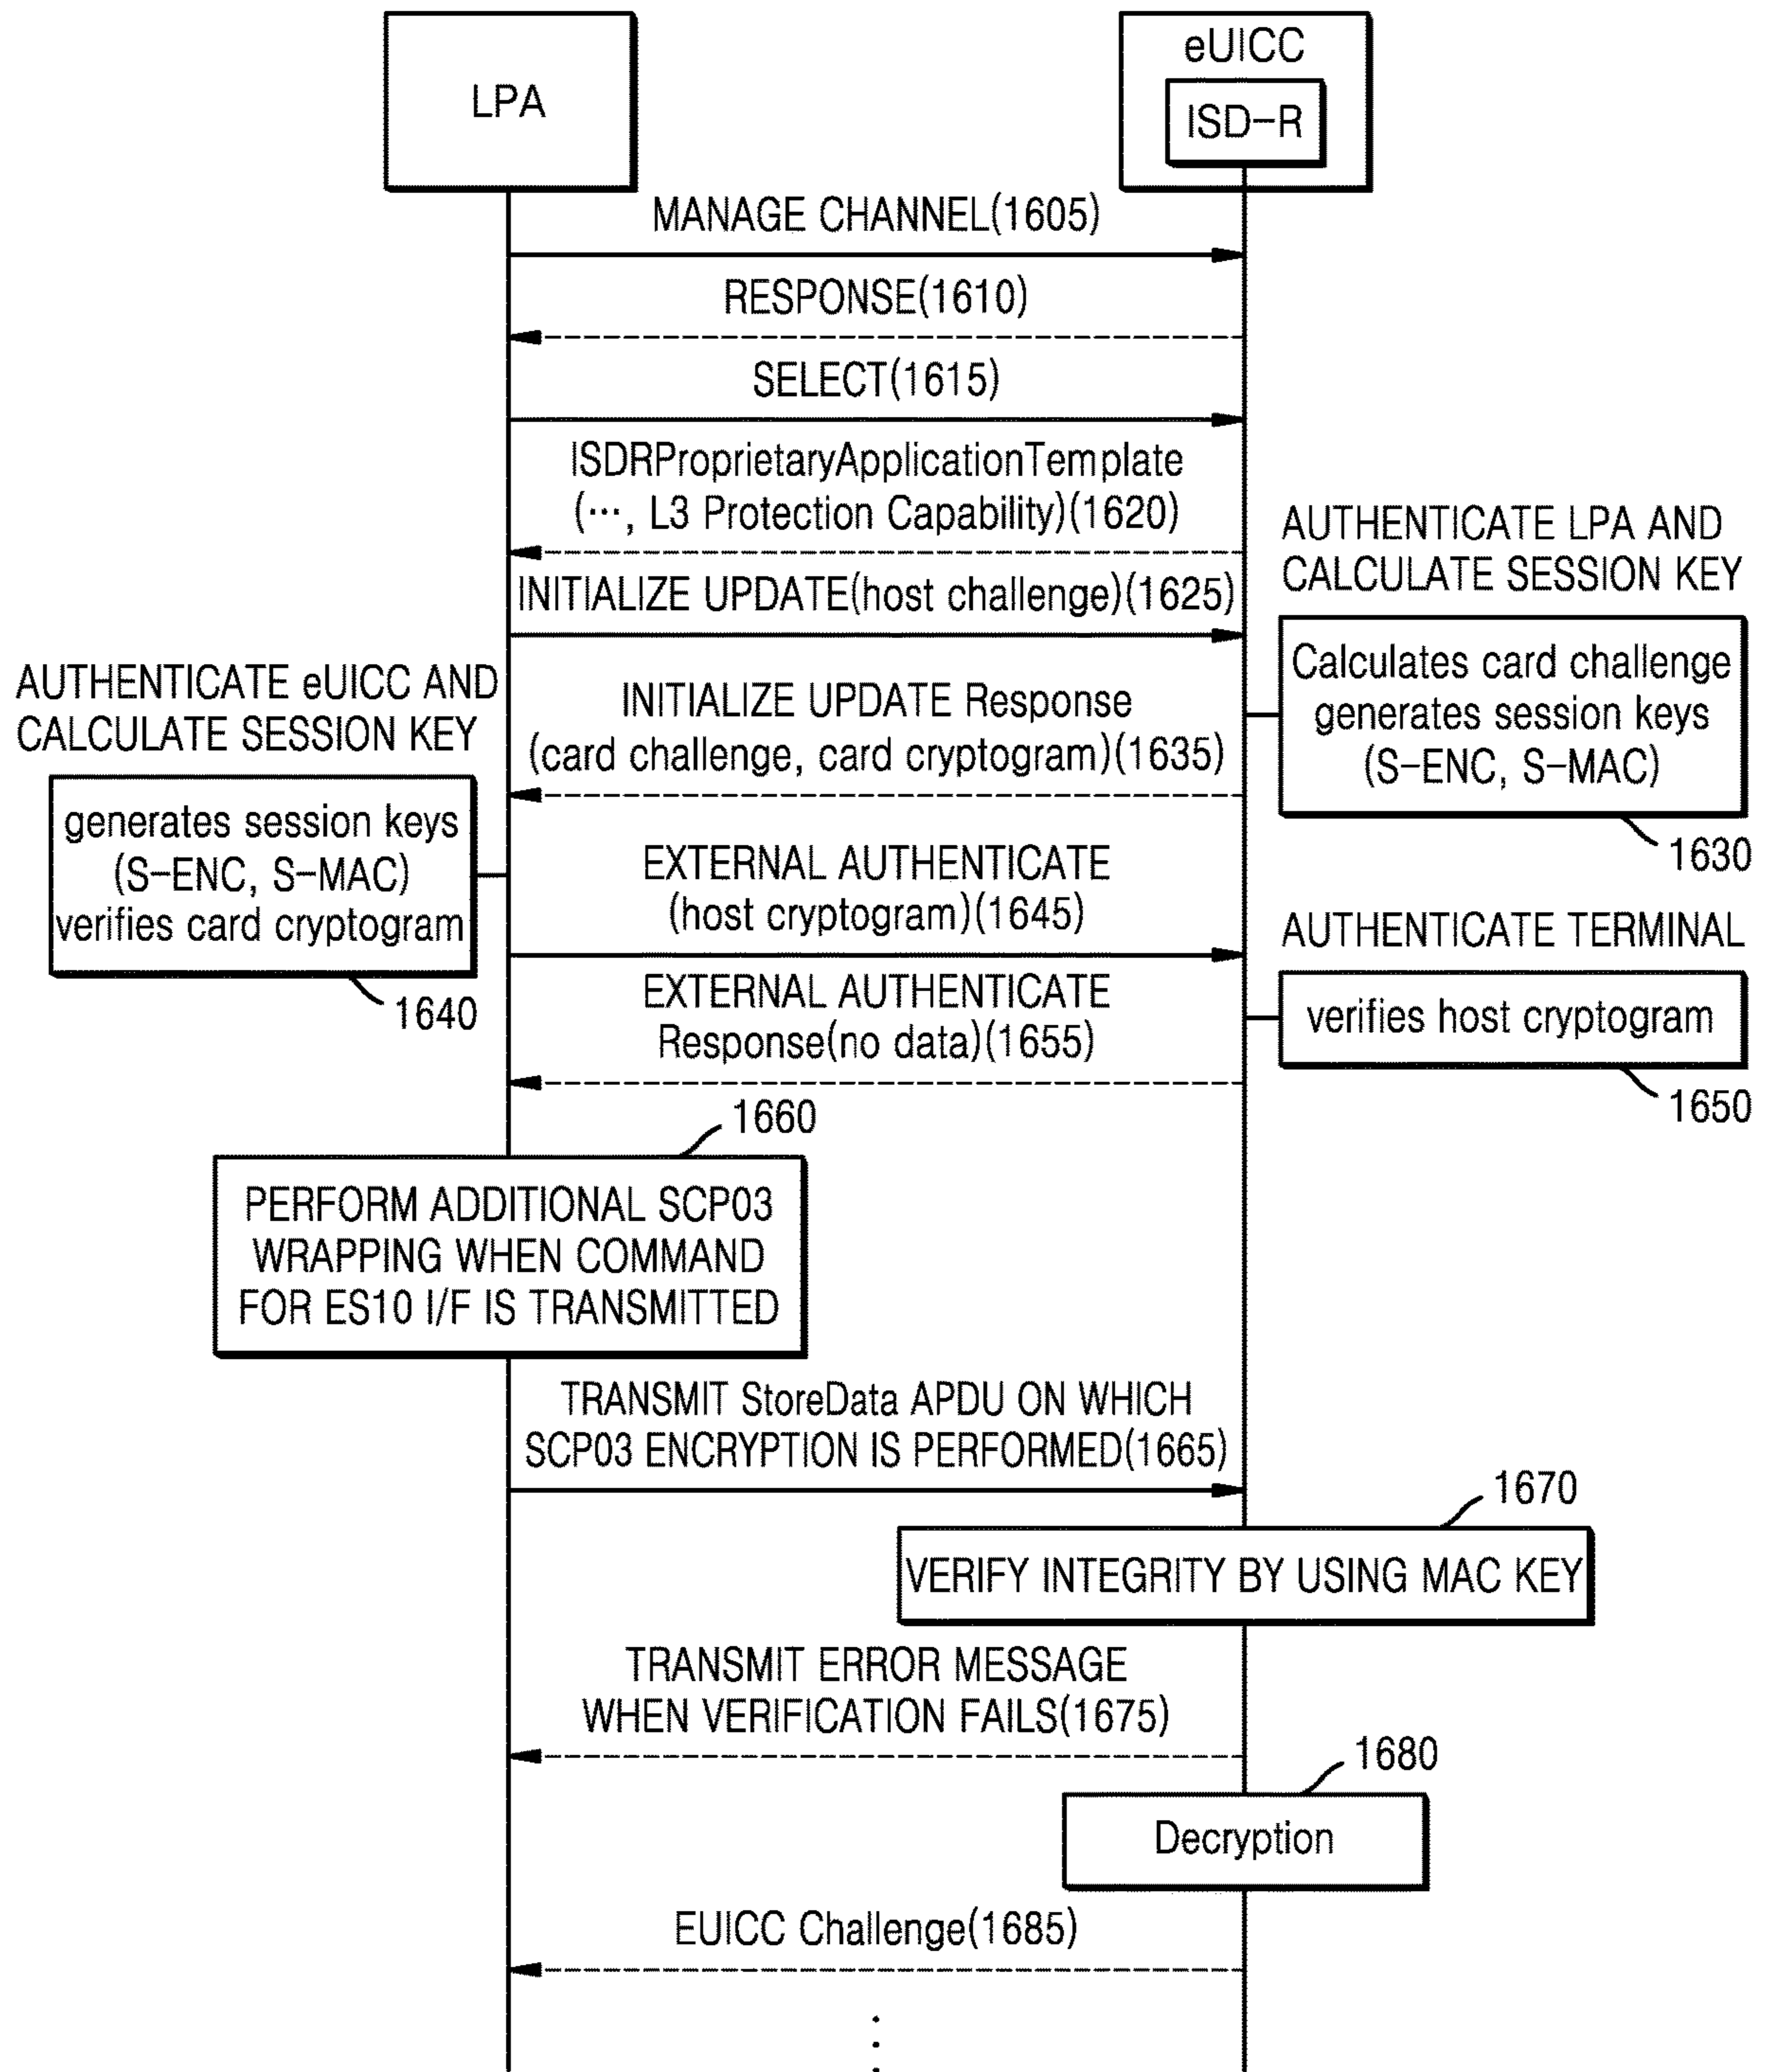 LPA
eUICC
ISD-R
MANAGE CHANNEL(1605)
RESPONSE(1610)
SELECT(1615)
ISDRProprietaryApplicationTemplate
(···, L3 Protection Capability)(1620)
AUTHENTICATE LPA AND
CALCULATE SESSION KEY
INITIALIZE UPDATE(host challenge)(1625)
Calculates card challenge
generates session keys
(S-ENC, S-MAC)
1630
AUTHENTICATE eUICC AND
CALCULATE SESSION KEY
INITIALIZE UPDATE Response
(card challenge, card cryptogram)(1635)
generates session keys
(S-ENC, S-MAC)
verifies card cryptogram
1640
EXTERNAL AUTHENTICATE
(host cryptogram)(1645)
AUTHENTICATE TERMINAL
verifies host cryptogram
1650
EXTERNAL AUTHENTICATE
Response(no data)(1655)
1660
PERFORM ADDITIONAL SCP03
WRAPPING WHEN COMMAND
FOR ES10 I/F IS TRANSMITTED
TRANSMIT StoreData APDU ON WHICH
SCP03 ENCRYPTION IS PERFORMED(1665)
1670
VERIFY INTEGRITY BY USING MAC KEY
TRANSMIT ERROR MESSAGE
WHEN VERIFICATION FAILS(1675)
1680
Decryption
EUICC Challenge(1685)